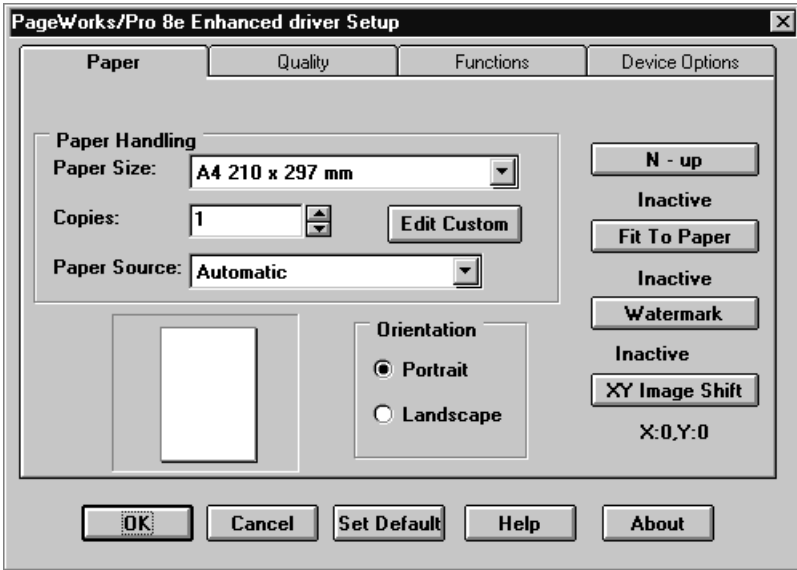 PageWorks/Pro 8e Enhanced driver Setup
Paper
Quality
Functions
Device Options
Paper Handling
Paper Size:
A4 210 x 297 mm
Copies:
1
Edit Custom
Paper Source:
Automatic
Orientation
Portrait
Landscape
N - up
Inactive
Fit To Paper
Inactive
Watermark
Inactive
XY Image Shift
X:0,Y:0
OK
Cancel
Set Default
Help
About